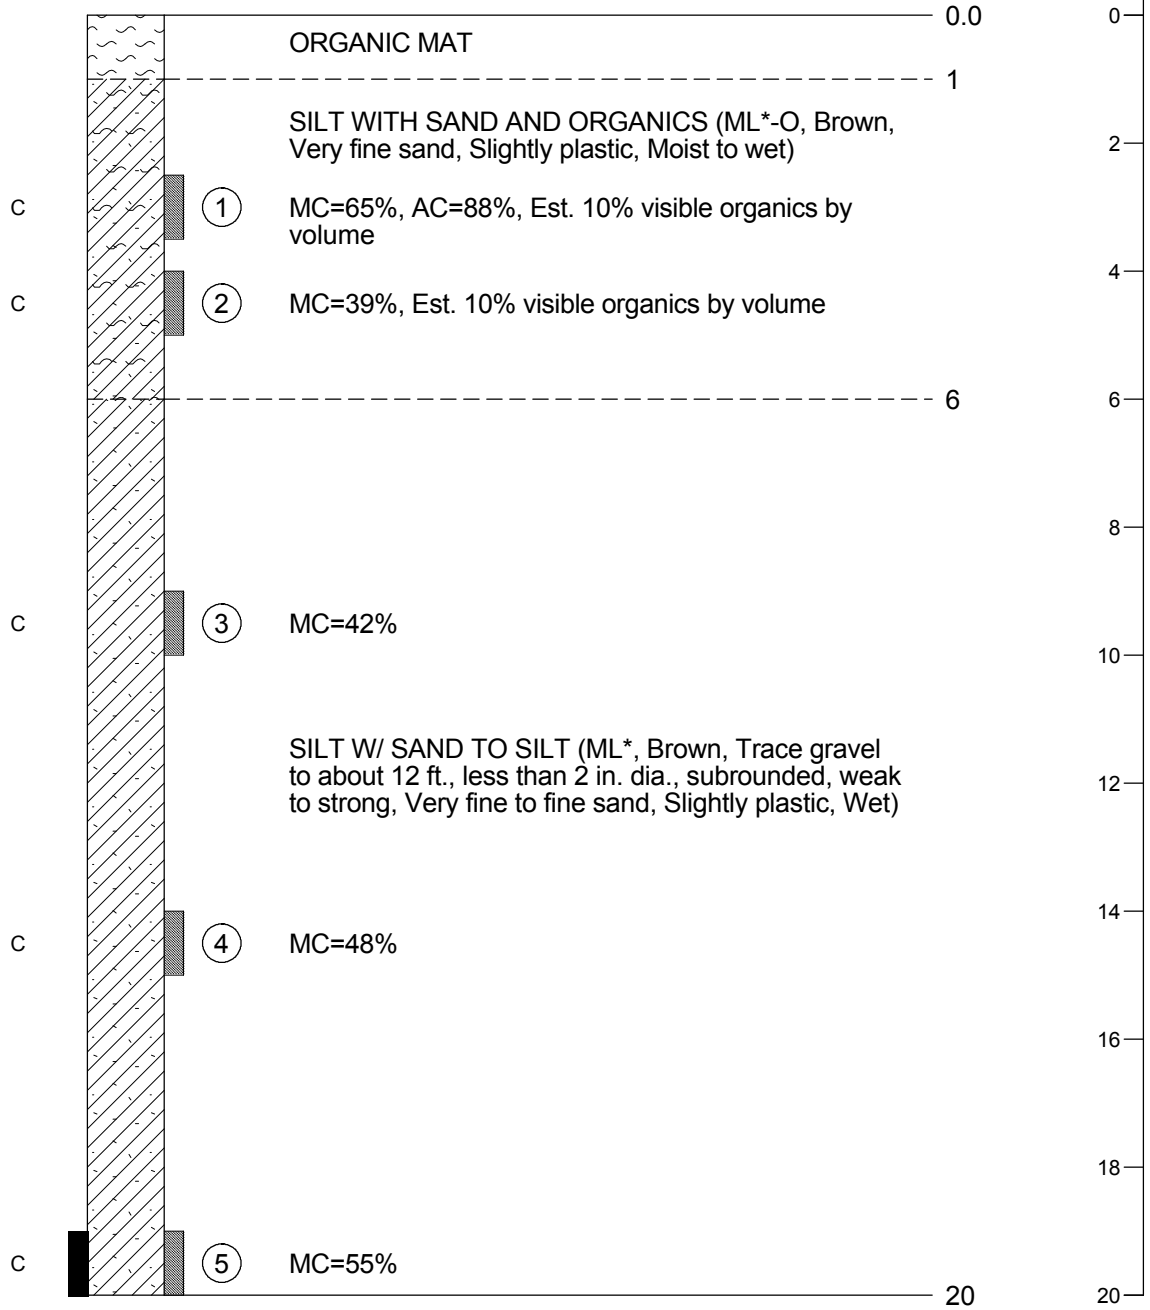 0.0
0
ORGANIC MAT
1
SILT WITH SAND AND ORGANICS (ML*-O, Brown,
Very fine sand, Slightly plastic, Moist to wet)
2
C 1 MC=65%, AC=88%, Est. 10% visible organics by
volume
4
C 2 MC=39%, Est. 10% visible organics by volume
6
6
8
C 3 MC=42%
10
SILT W/ SAND TO SILT (ML*, Brown, Trace gravel
to about 12 ft., less than 2 in. dia., subrounded, weak
to strong, Very fine to fine sand, Slightly plastic, Wet)
12
14
C 4 MC=48%
16
18
C 5 MC=55%
20
20